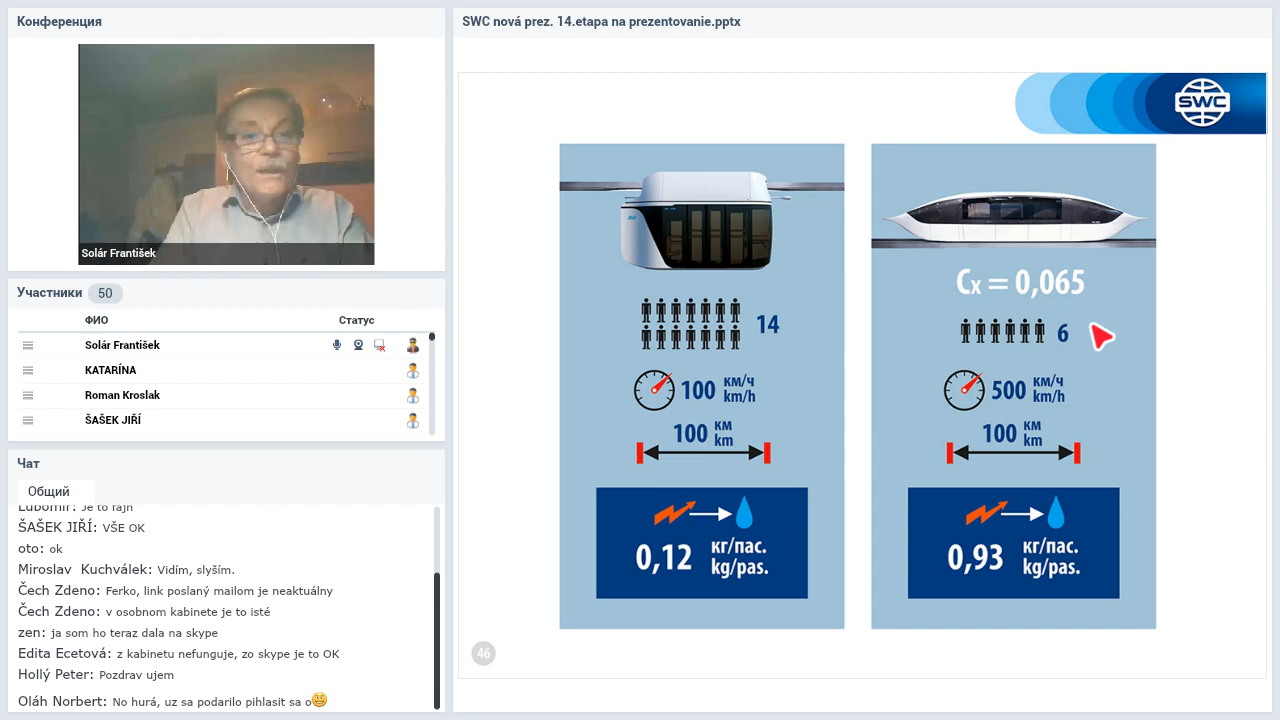 Конференция
Solár František
Участники 50
ФИО Статус
Solár František
KATARÍNA
Roman Kroslak
ŠAŠEK JIŘÍ
Чат
Общий
Ľubomír: Je to fajn
ŠAŠEK JIŘÍ: VŠE OK
oto: ok
Miroslav Kuchválek: Vidím, slyším.
Čech Zdeno: Ferko, link poslaný mailom je neaktuálny
Čech Zdeno: v osobnom kabinete je to isté
zen: ja som ho teraz dala na skype
Edita Ecetová: z kabinetu nefunguje, zo skype je to OK
Hollý Peter: Pozdrav ujem
Oláh Norbert: No hurá, uz sa podarilo pihlasit sa o
SWC nová prez. 14.etapa na prezentovanie.pptx
SWC
14
100 км/ч
km/h
100 км
km
0,12 кг/пас.
kg/pas.
Cx = 0,065
6
500 км/ч
km/h
100 км
km
0,93 кг/пас.
kg/pas.
46